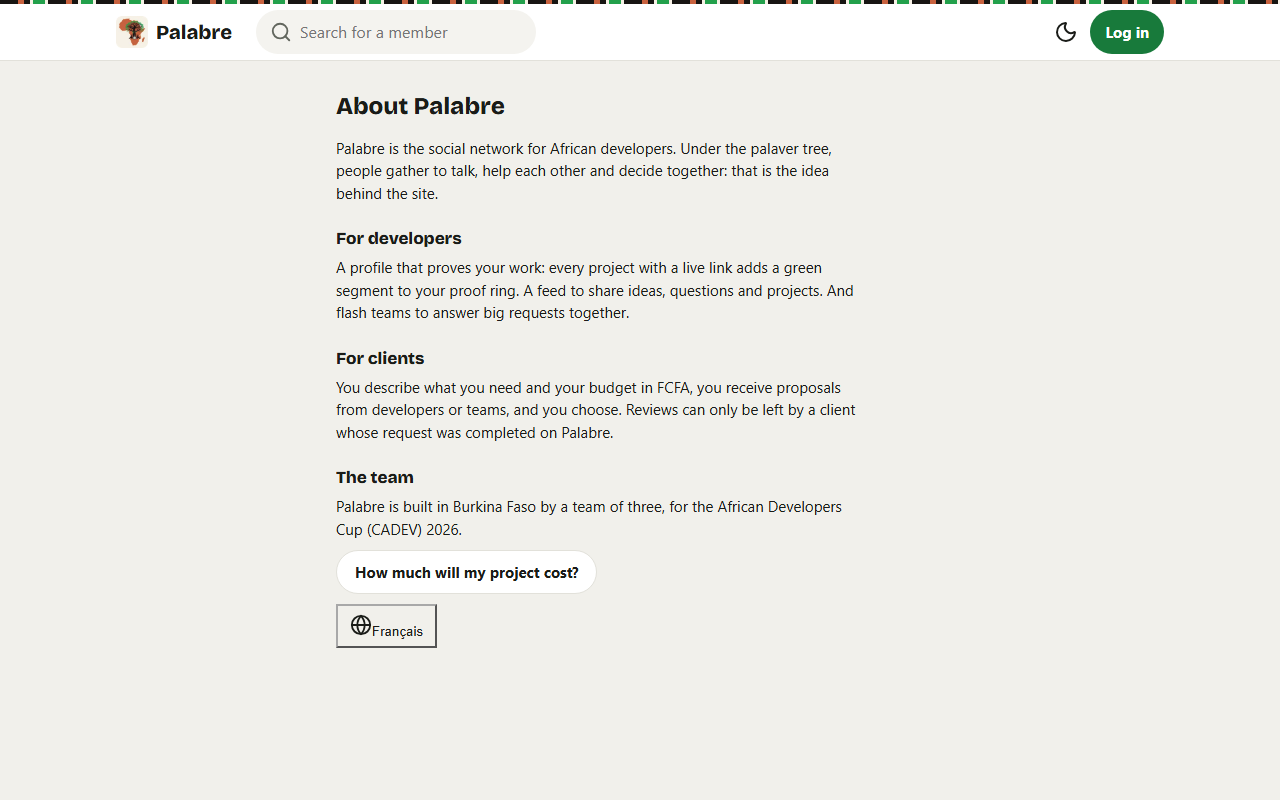 Palabre
Search for a member
Log in
About Palabre
Palabre is the social network for African developers. Under the palaver tree,
people gather to talk, help each other and decide together: that is the idea
behind the site.
For developers
A profile that proves your work: every project with a live link adds a green
segment to your proof ring. A feed to share ideas, questions and projects. And
flash teams to answer big requests together.
For clients
You describe what you need and your budget in FCFA, you receive proposals
from developers or teams, and you choose. Reviews can only be left by a client
whose request was completed on Palabre.
The team
Palabre is built in Burkina Faso by a team of three, for the African Developers
Cup (CADEV) 2026.
How much will my project cost?
Français